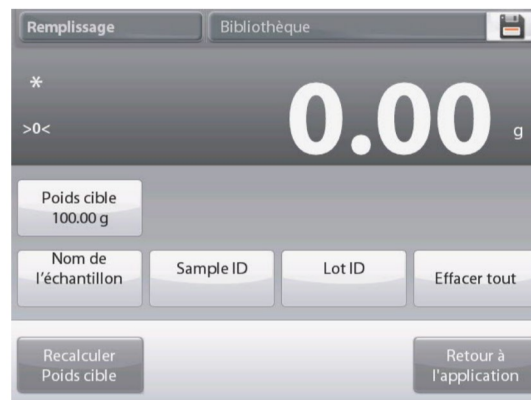 Remplissage
Bibliothèque
*
>0<
0.00 g
Poids cible
100.00 g
Nom de
l'échantillon
Sample ID
Lot ID
Effacer tout
Recalculer
Poids cible
Retour à
l'application